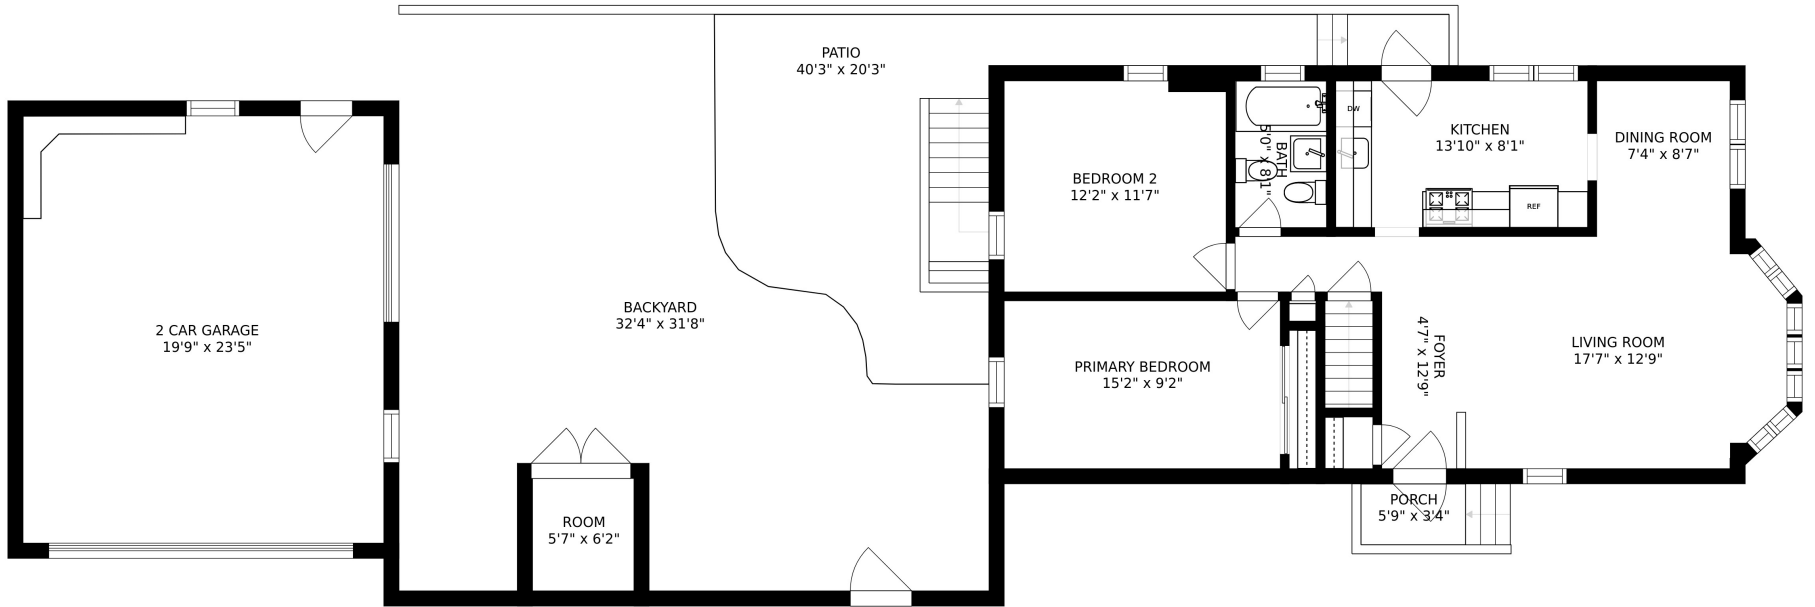 PATIO
40'3" x 20'3"
DW
KITCHEN
13'10" x 8'1"
DINING ROOM
7'4" x 8'7"
BATH
5'0" x 8'1"
BEDROOM 2
12'2" x 11'7"
REF
2 CAR GARAGE
19'9" x 23'5"
BACKYARD
32'4" x 31'8"
PRIMARY BEDROOM
15'2" x 9'2"
FOYER
4'7" x 12'9"
LIVING ROOM
17'7" x 12'9"
ROOM
5'7" x 6'2"
PORCH
5'9" x 3'4"